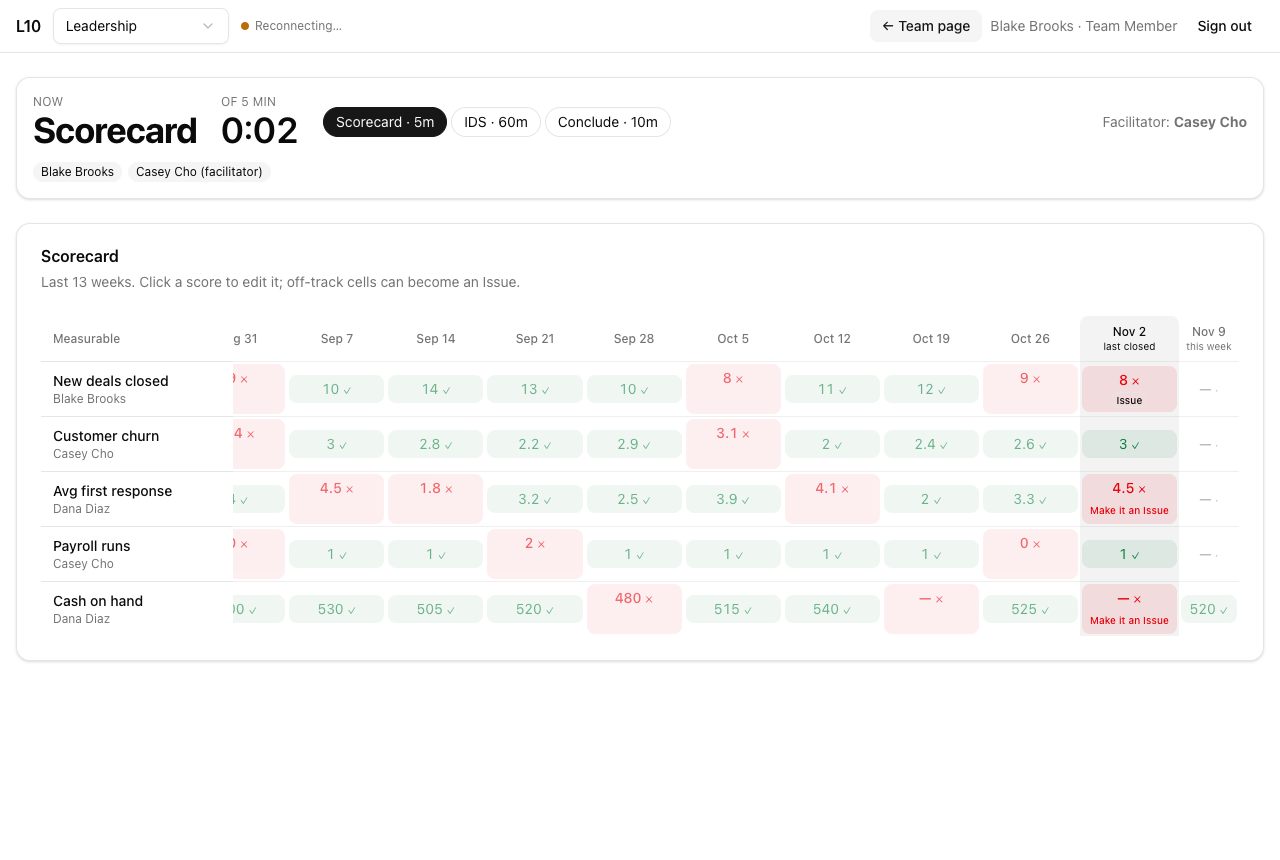 L10 Leadership Reconnecting… ← Team page Blake Brooks · Team Member Sign out
NOW OF 5 MIN
Scorecard 0:02 Scorecard · 5m IDS · 60m Conclude · 10m Facilitator: Casey Cho
Blake Brooks Casey Cho (facilitator)
Scorecard
Last 13 weeks. Click a score to edit it; off-track cells can become an Issue.
Measurable g 31 Sep 7 Sep 14 Sep 21 Sep 28 Oct 5 Oct 12 Oct 19 Oct 26 Nov 2 Nov 9
last closed this week
New deals closed × 10 ✓ 14 ✓ 13 ✓ 10 ✓ 8 × 11 ✓ 12 ✓ 9 × 8 × — ·
Blake Brooks Issue
Customer churn 4 × 3 ✓ 2.8 ✓ 2.2 ✓ 2.9 ✓ 3.1 × 2 ✓ 2.4 ✓ 2.6 ✓ 3 ✓ — ·
Casey Cho
Avg first response ✓ 4.5 × 1.8 × 3.2 ✓ 2.5 ✓ 3.9 ✓ 4.1 × 2 ✓ 3.3 ✓ 4.5 × — ·
Dana Diaz Make it an Issue
Payroll runs × 1 ✓ 1 ✓ 2 × 1 ✓ 1 ✓ 1 ✓ 1 ✓ 0 × 1 ✓ — ·
Casey Cho
Cash on hand 0 ✓ 530 ✓ 505 ✓ 520 ✓ 480 × 515 ✓ 540 ✓ — × 525 ✓ — × 520 ✓
Dana Diaz Make it an Issue